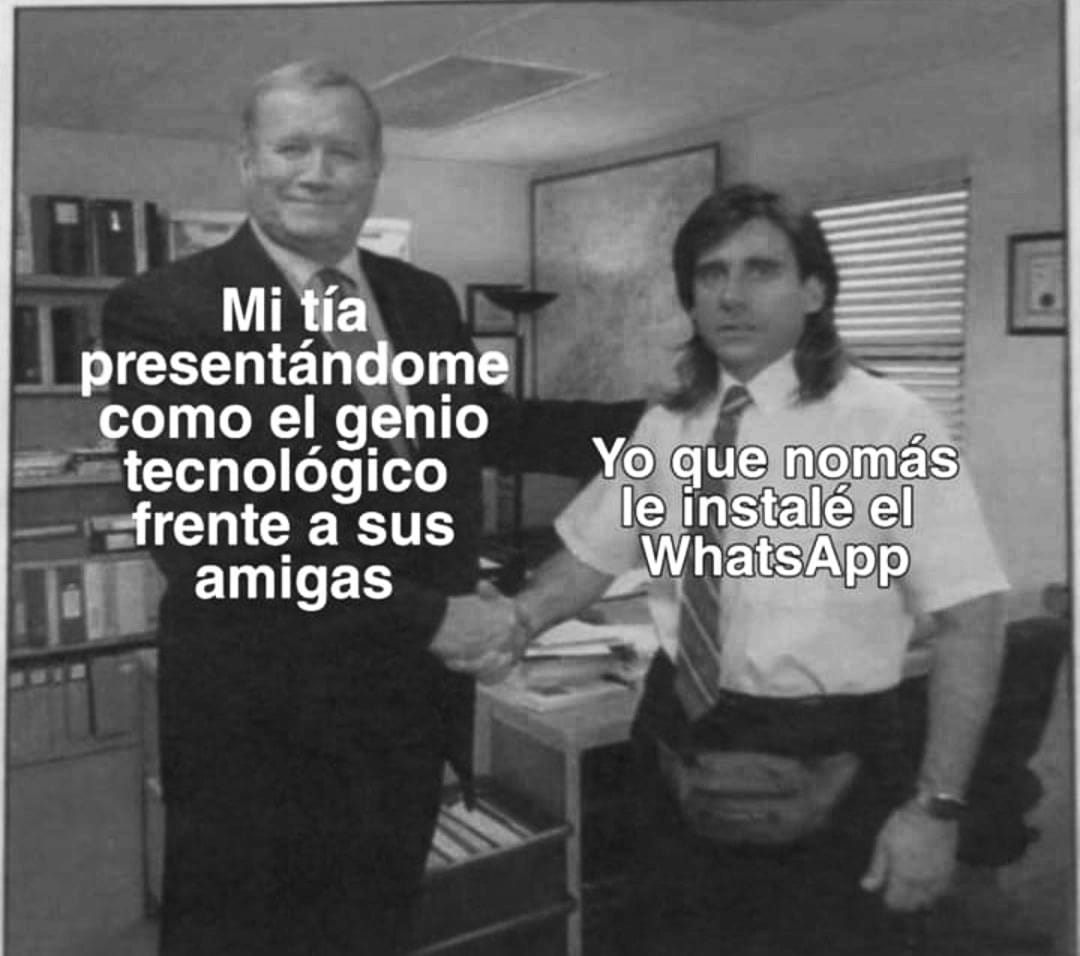 Mi tía
presentándome
como el genio
tecnológico
frente a sus
amigas
Yo que nomás
le instalé el
WhatsApp